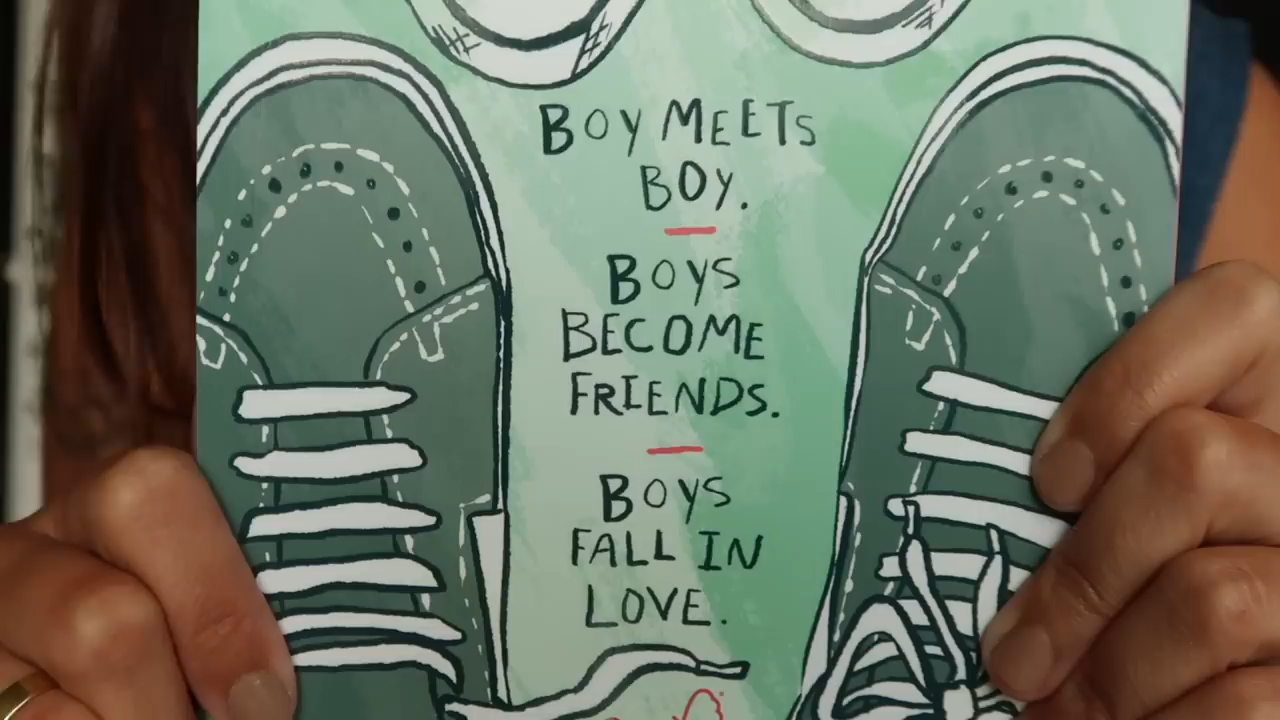 BOY MEETS
BOY.
BOYS
BECOME
FRIENDS.
BOYS
FALL IN
LOVE.